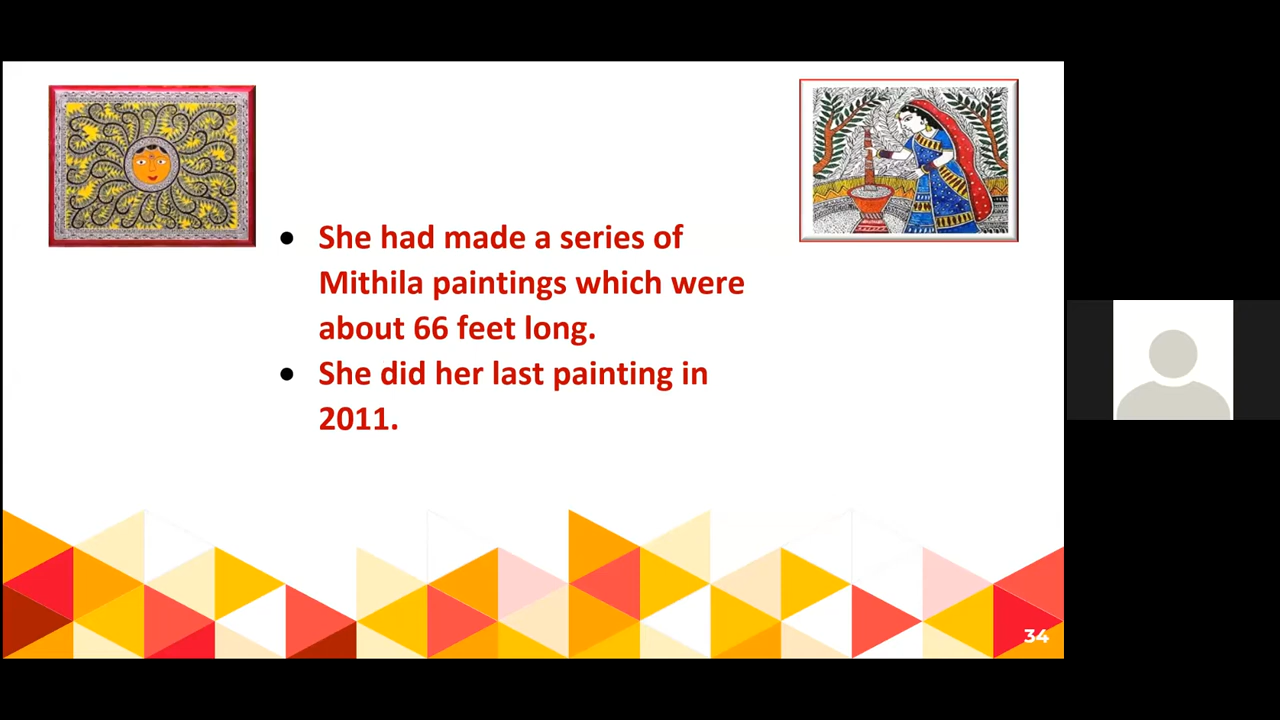 She had made a series of
Mithila paintings which were
about 66 feet long.
She did her last painting in
2011.
34